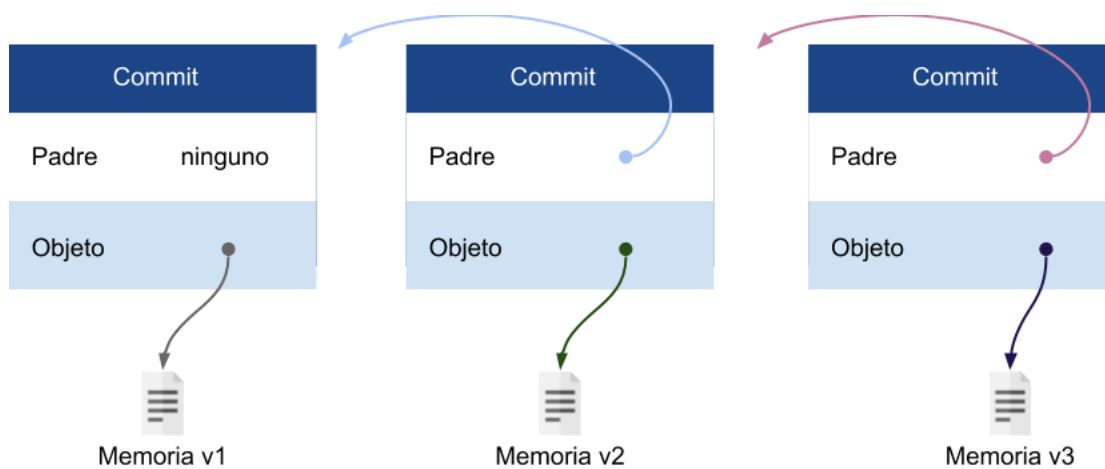 Commit
Commit
Commit
Padre ninguno
Padre
Padre
Objeto
Objeto
Objeto
Memoria v1
Memoria v2
Memoria v3